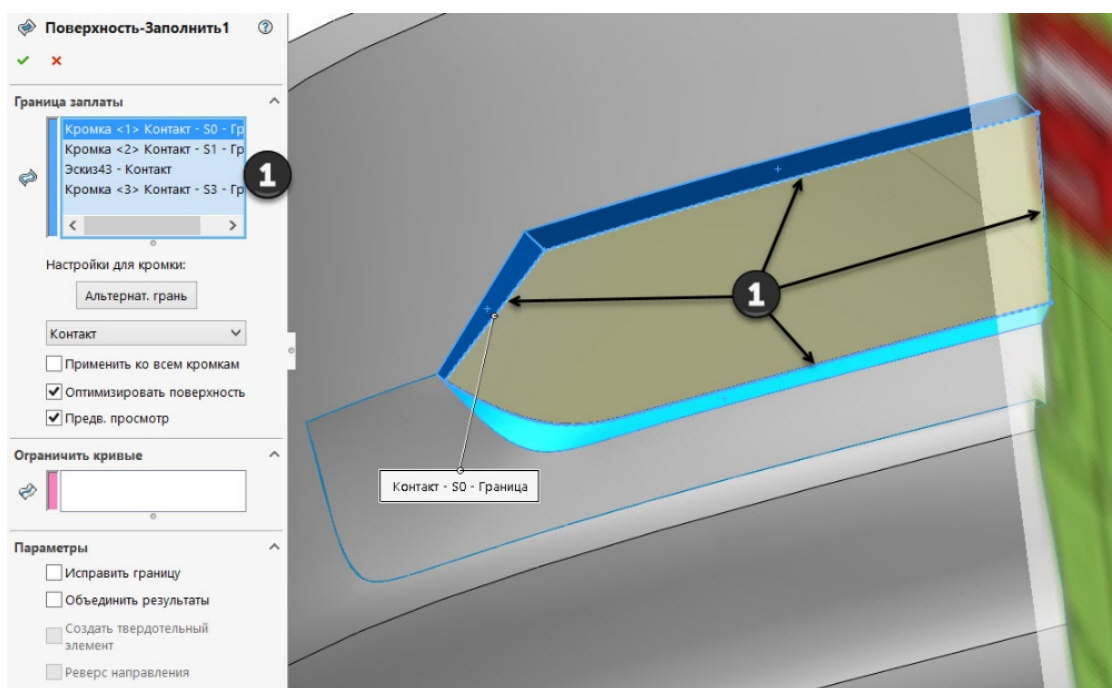 Поверхность-Заполнить1
Граница заплаты
Кромка <1> Контакт - S0 - Гр
Кромка <2> Контакт - S1 - Гр
Эскиз43 - Контакт
Кромка <3> Контакт - S3 - Гр
1
Настройки для кромки:
Альтернат. грань
Контакт
Применить ко всем кромкам
Оптимизировать поверхность
Предв. просмотр
Ограничить кривые
Параметры
Исправить границу
Объединить результаты
Создать твердотельный
элемент
Реверс направления
1
Контакт - S0 - Граница